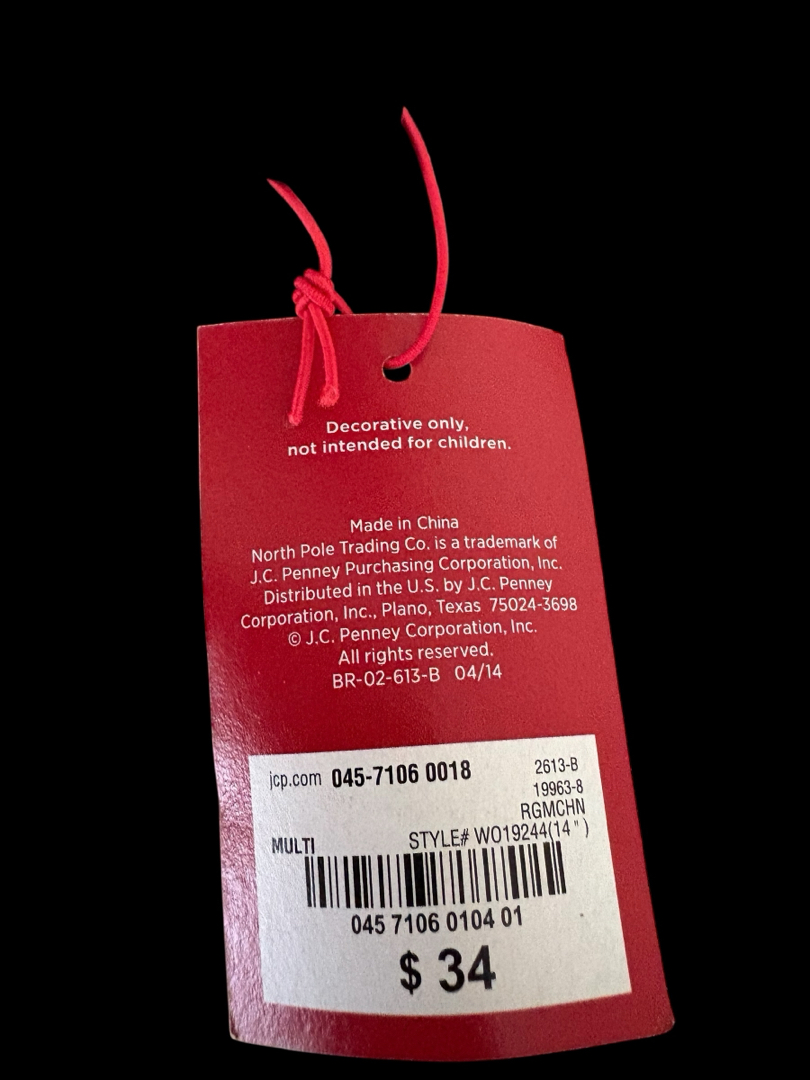 Decorative only,
not intended for children.
Made in China
North Pole Trading Co. is a trademark of
J.C. Penney Purchasing Corporation, Inc.
Distributed in the U.S. by J.C. Penney
Corporation, Inc., Plano, Texas 75024-3698
© J.C. Penney Corporation, Inc.
All rights reserved.
BR-02-613-B 04/14
jcp.com 045-7106 0018 2613-B
19963-8
RGMCHN
MULTI STYLE# WO19244(14")
045 7106 0104 01
$ 34